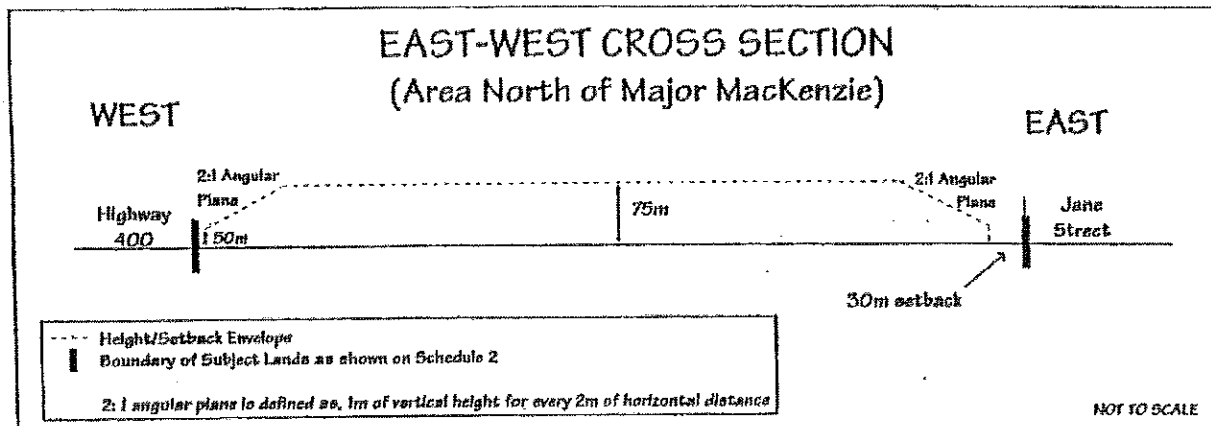 EAST-WEST CROSS SECTION
(Area North of Major MacKenzie)
WEST
EAST
2:1 Angular
Plane
2:1 Angular
Plane
Highway
400
50m
75m
Jane
Street
30m setback
Height/Setback Envelope
Boundary of Subject Lands as shown on Schedule 2
2: 1 angular plane is defined as, 1m of vertical height for every 2m of horizontal distance
NOT TO SCALE